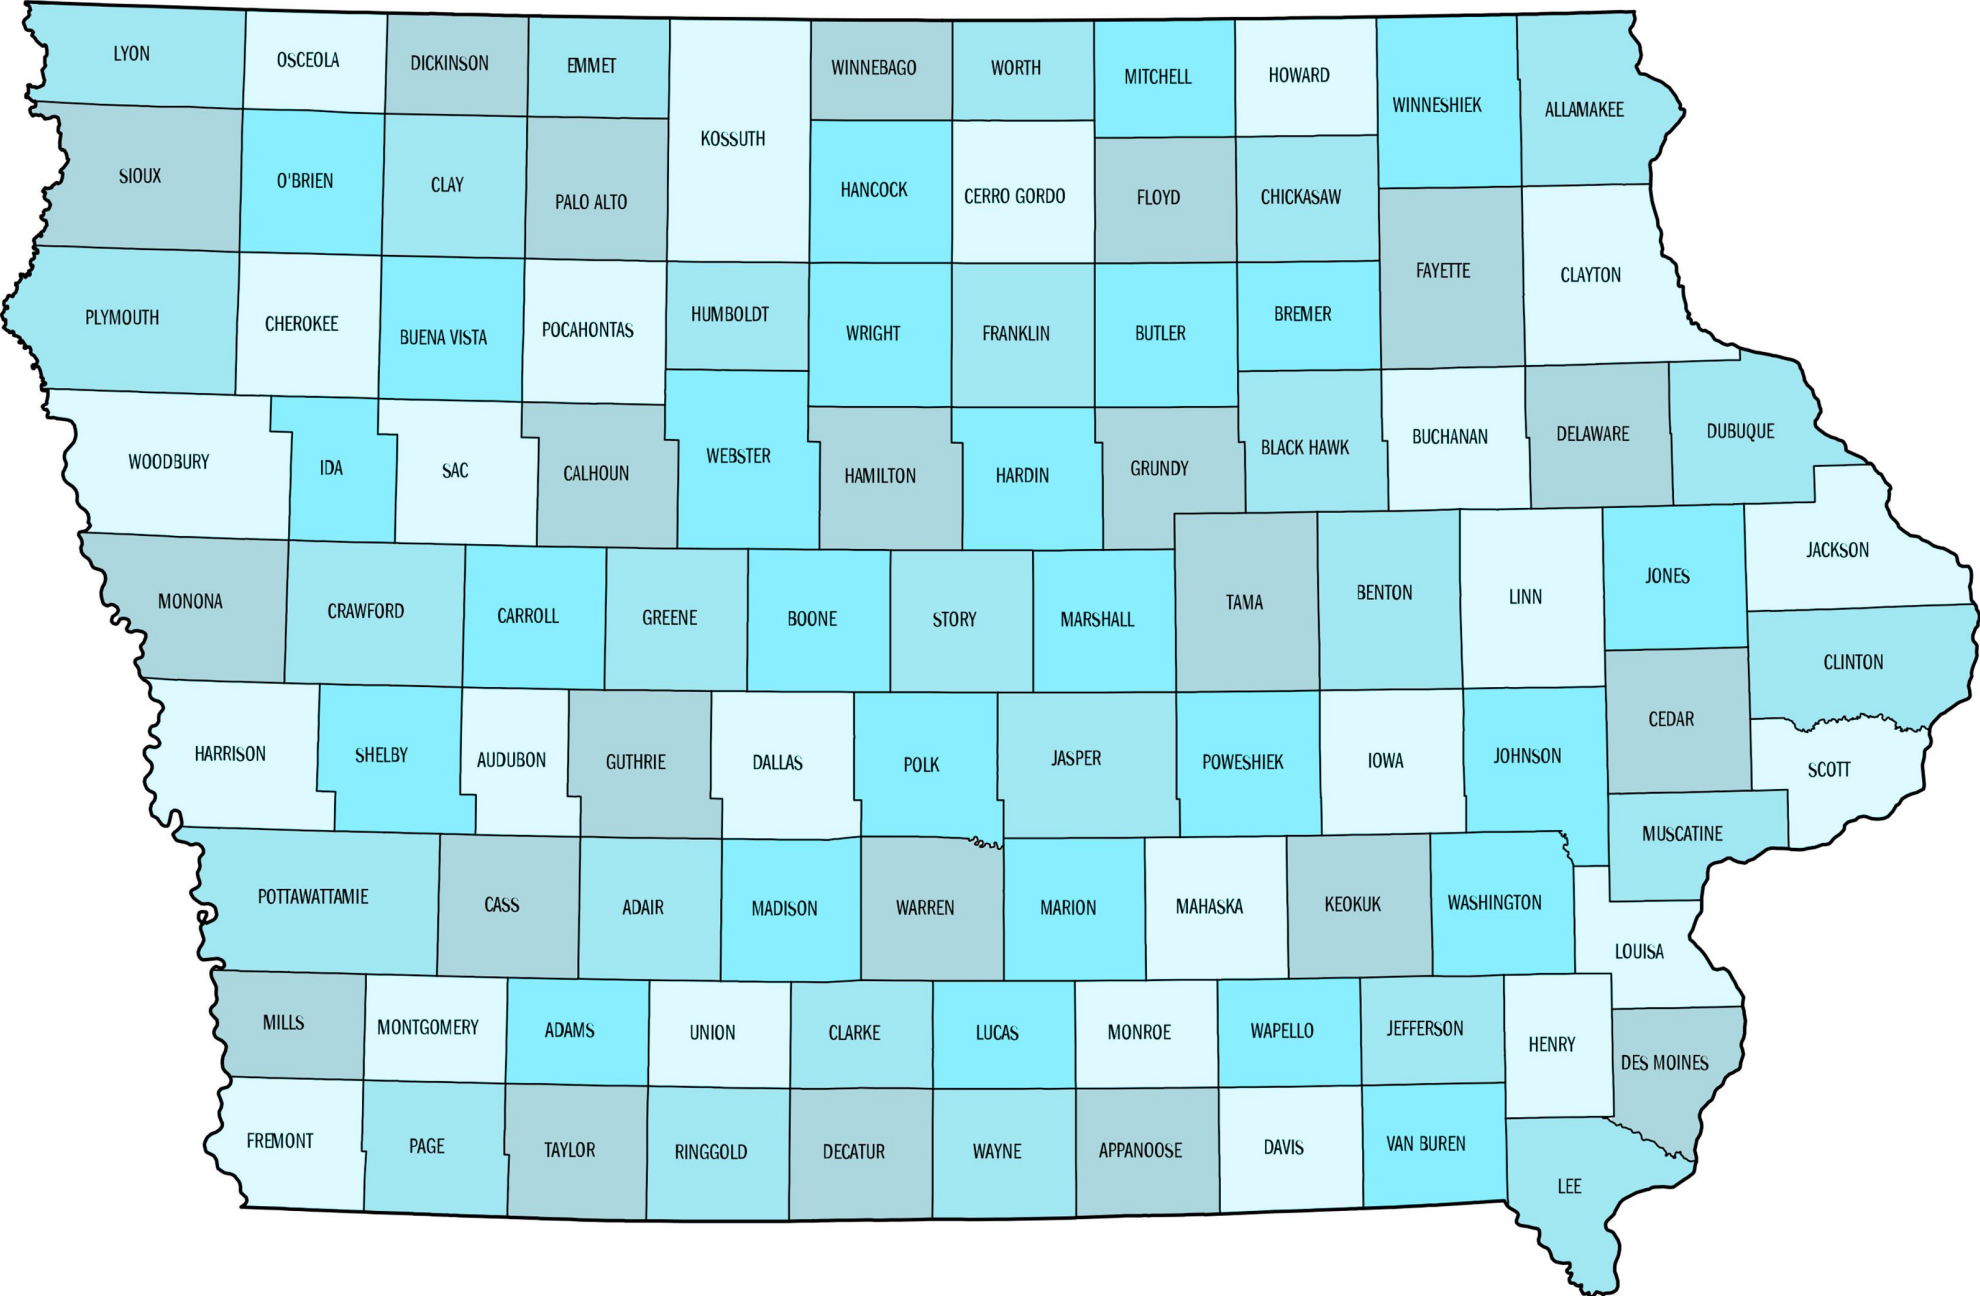 LYON
OSCEOLA
DICKINSON
EMMET
KOSSUTH
WINNEBAGO
WORTH
MITCHELL
HOWARD
WINNESHIEK
ALLAMAKEE
SIOUX
O'BRIEN
CLAY
PALO ALTO
HANCOCK
CERRO GORDO
FLOYD
CHICKASAW
FAYETTE
CLAYTON
PLYMOUTH
CHEROKEE
BUENA VISTA
POCAHONTAS
HUMBOLDT
WRIGHT
FRANKLIN
BUTLER
BREMER
WOODBURY
IDA
SAC
CALHOUN
WEBSTER
HAMILTON
HARDIN
GRUNDY
BLACK HAWK
BUCHANAN
DELAWARE
DUBUQUE
MONONA
CRAWFORD
CARROLL
GREENE
BOONE
STORY
MARSHALL
TAMA
BENTON
LINN
JONES
JACKSON
CLINTON
HARRISON
SHELBY
AUDUBON
GUTHRIE
DALLAS
POLK
JASPER
POWESHIEK
IOWA
JOHNSON
CEDAR
SCOTT
MUSCATINE
POTTAWATTAMIE
CASS
ADAIR
MADISON
WARREN
MARION
MAHASKA
KEOKUK
WASHINGTON
LOUISA
MILLS
MONTGOMERY
ADAMS
UNION
CLARKE
LUCAS
MONROE
WAPELLO
JEFFERSON
HENRY
DES MOINES
FREMONT
PAGE
TAYLOR
RINGGOLD
DECATUR
WAYNE
APPANOOSE
DAVIS
VAN BUREN
LEE